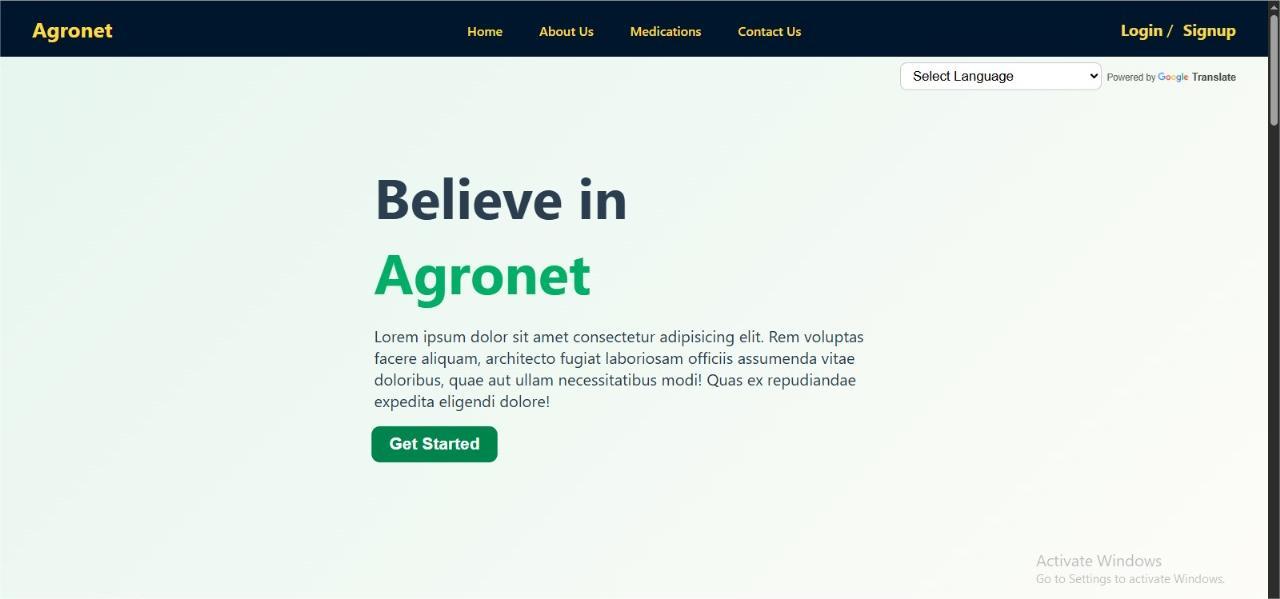 Agronet
Home About Us Medications Contact Us
Login / Signup
Select Language
Powered by Google Translate
Believe in
Agronet
Lorem ipsum dolor sit amet consectetur adipisicing elit. Rem voluptas
facere aliquam, architecto fugiat laboriosam officiis assumenda vitae
doloribus, quae aut ullam necessitatibus modi! Quas ex repudiandae
expedita eligendi dolore!
Get Started
Activate Windows
Go to Settings to activate Windows.